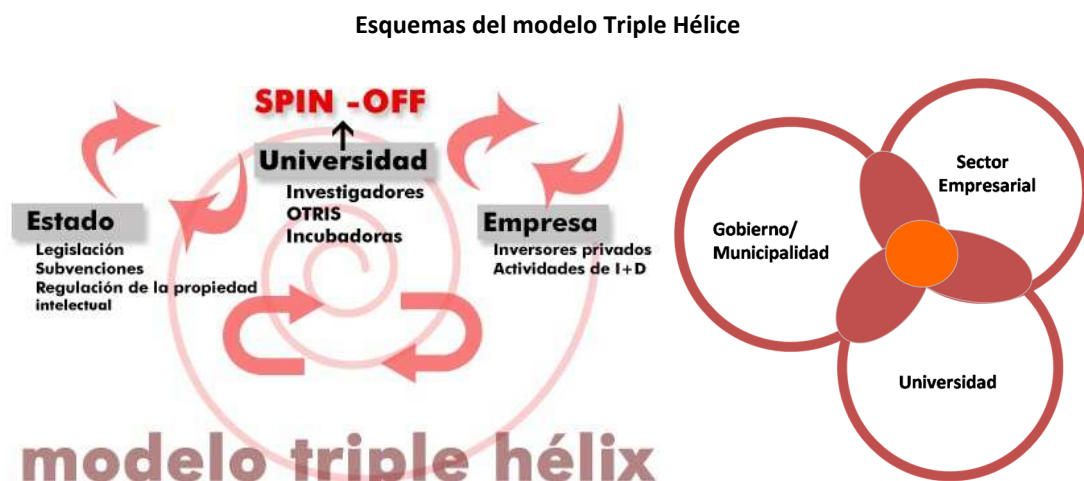 Esquemas del modelo Triple Hélice
SPIN -OFF
Universidad
Investigadores
OTRIS
Incubadoras
Estado
Legislación
Subvenciones
Regulación de la propiedad
intelectual
Empresa
Inversores privados
Actividades de I+D
modelo triple hélix
Sector
Empresarial
Gobierno/
Municipalidad
Universidad